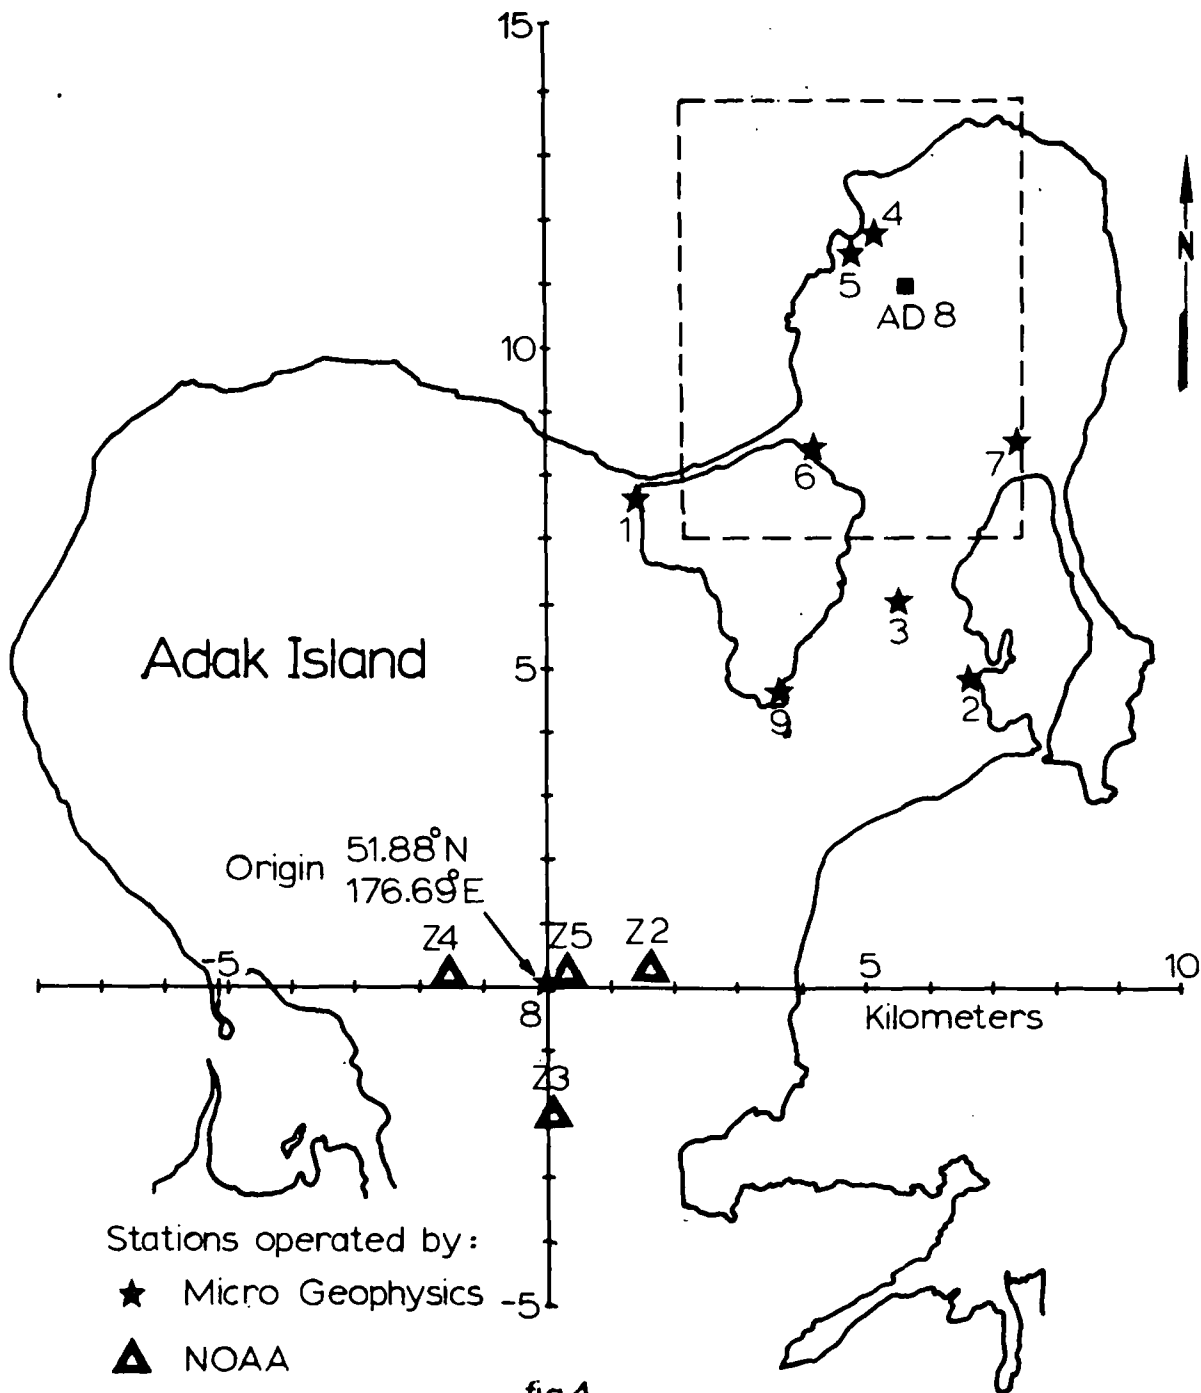 15
4
N
5
AD 8
10
6
7
1
3
Adak Island
5
2
9
Origin 51.88°N
176.69°E
Z4
Z5
Z2
-5
5
10
8
Kilometers
Z3
Stations operated by:
★ Micro Geophysics
-5
NOAA
fig 4